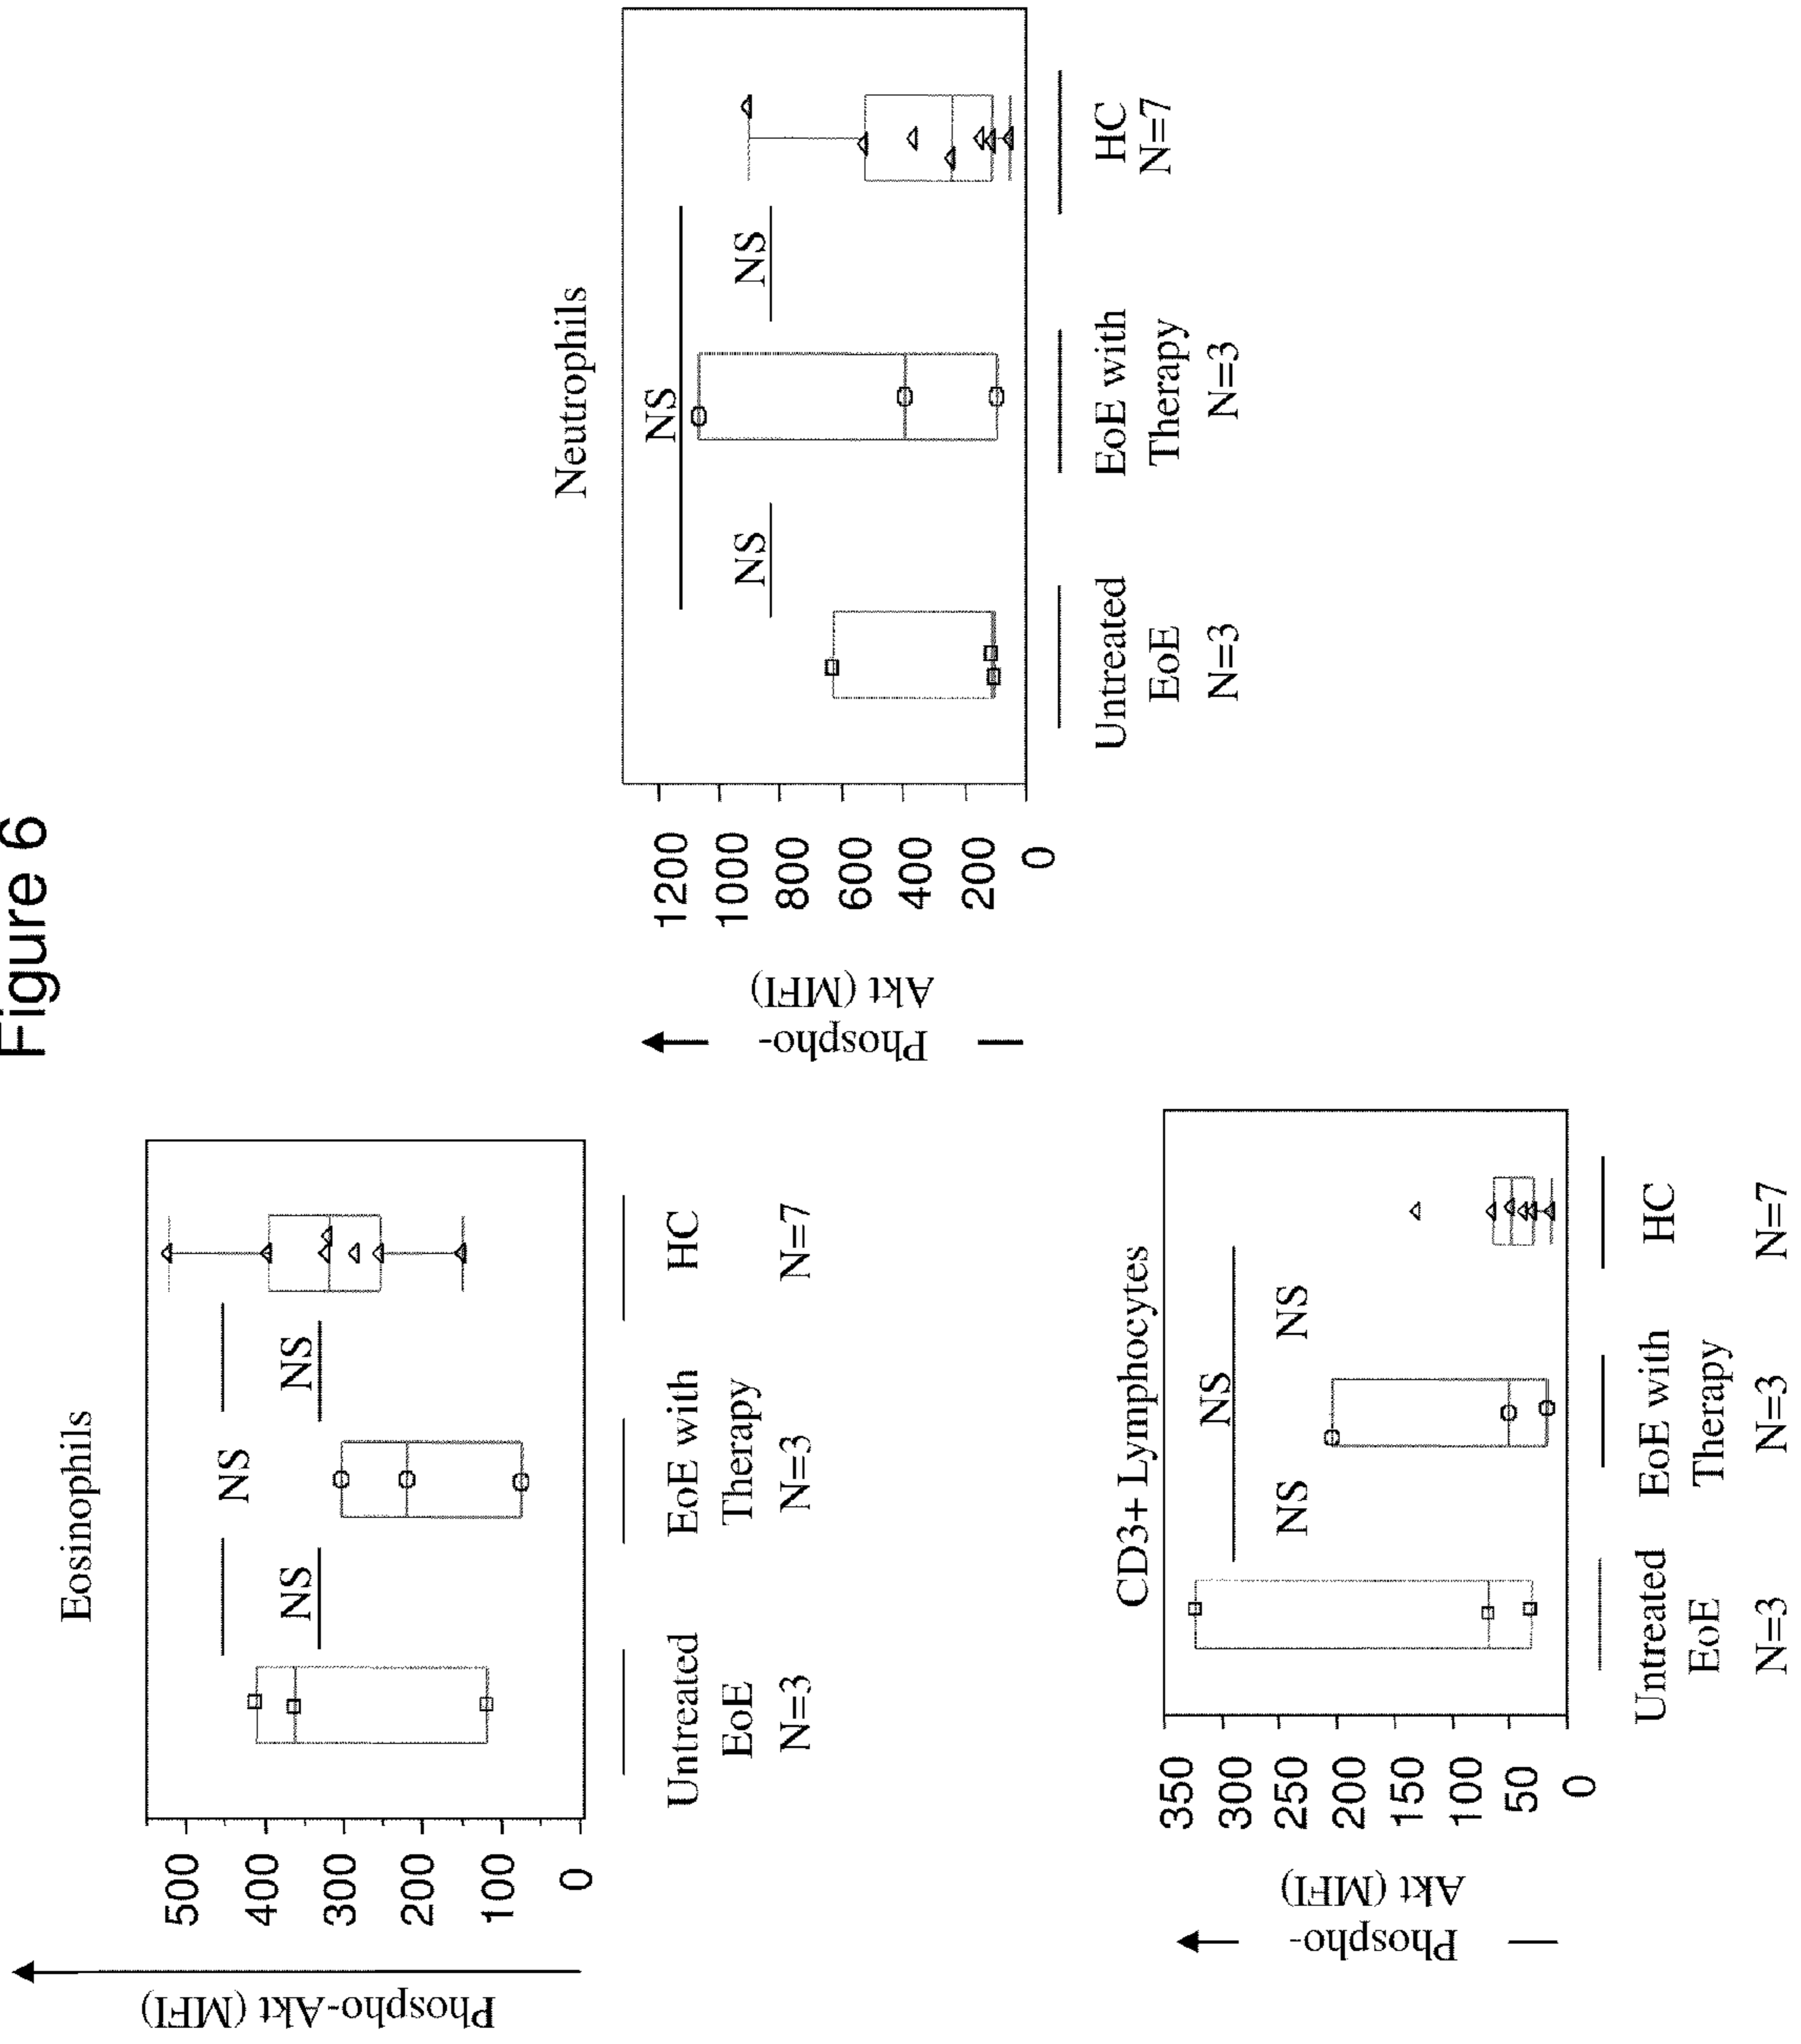 Figure 6
Eosinophils
Phospho-Akt (MFI)
500
400
300
200
100
0
NS
NS
NS
Untreated
EoE
N=3
EoE with
Therapy
N=3
HC
N=7
Neutrophils
Phospho-
Akt (MFI)
1200
1000
800
600
400
200
0
NS
NS
NS
Untreated
EoE
N=3
EoE with
Therapy
N=3
HC
N=7
CD3+ Lymphocytes
Phospho-
Akt (MFI)
350
300
250
200
150
100
50
0
NS
NS
NS
Untreated
EoE
N=3
EoE with
Therapy
N=3
HC
N=7